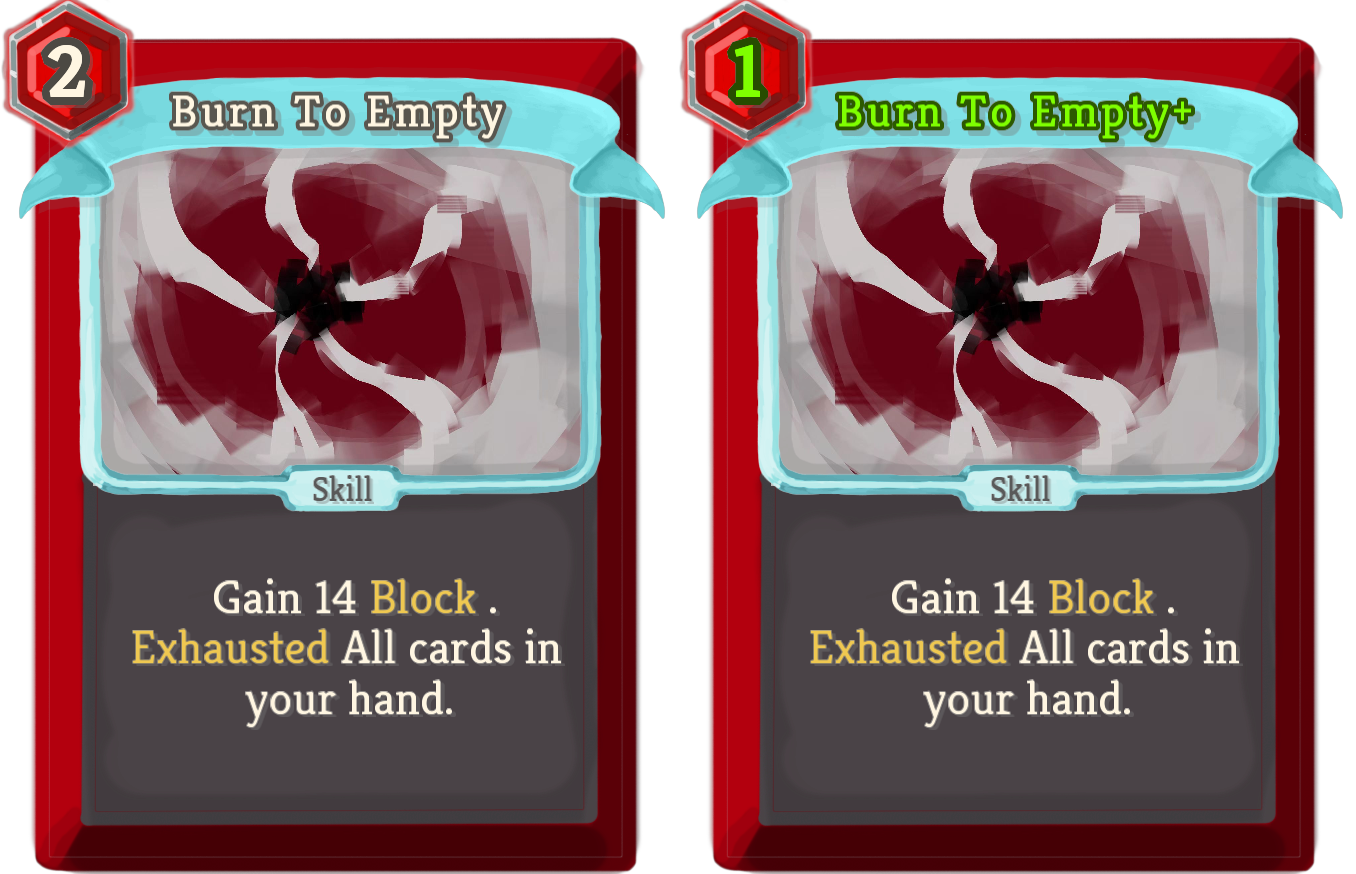 2
Burn To Empty
Skill
Gain 14 Block .
Exhausted All cards in
your hand.
1
Burn To Empty+
Skill
Gain 14 Block .
Exhausted All cards in
your hand.